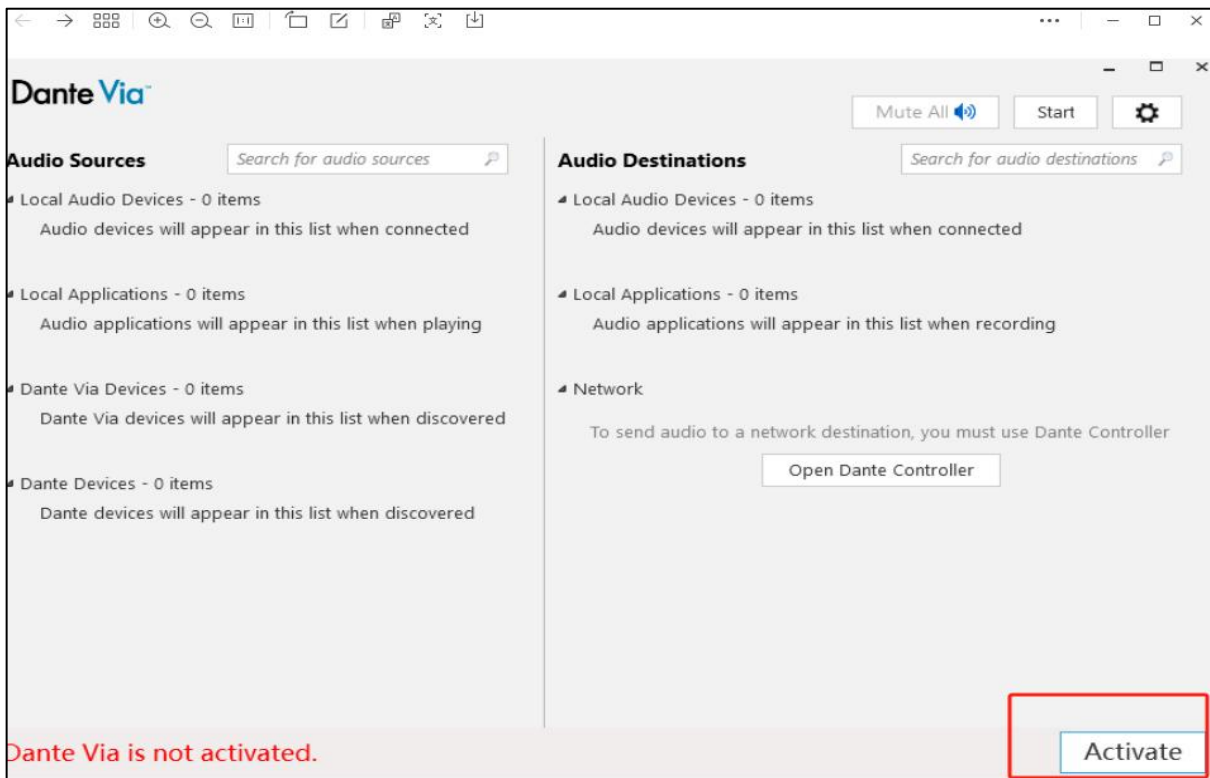 Dante Via™
Mute All
Start
Audio Sources
Search for audio sources
Local Audio Devices - 0 items
Audio devices will appear in this list when connected
Local Applications - 0 items
Audio applications will appear in this list when playing
Dante Via Devices - 0 items
Dante Via devices will appear in this list when discovered
Dante Devices - 0 items
Dante devices will appear in this list when discovered
Audio Destinations
Search for audio destinations
Local Audio Devices - 0 items
Audio devices will appear in this list when connected
Local Applications - 0 items
Audio applications will appear in this list when recording
Network
To send audio to a network destination, you must use Dante Controller
Open Dante Controller
Dante Via is not activated.
Activate